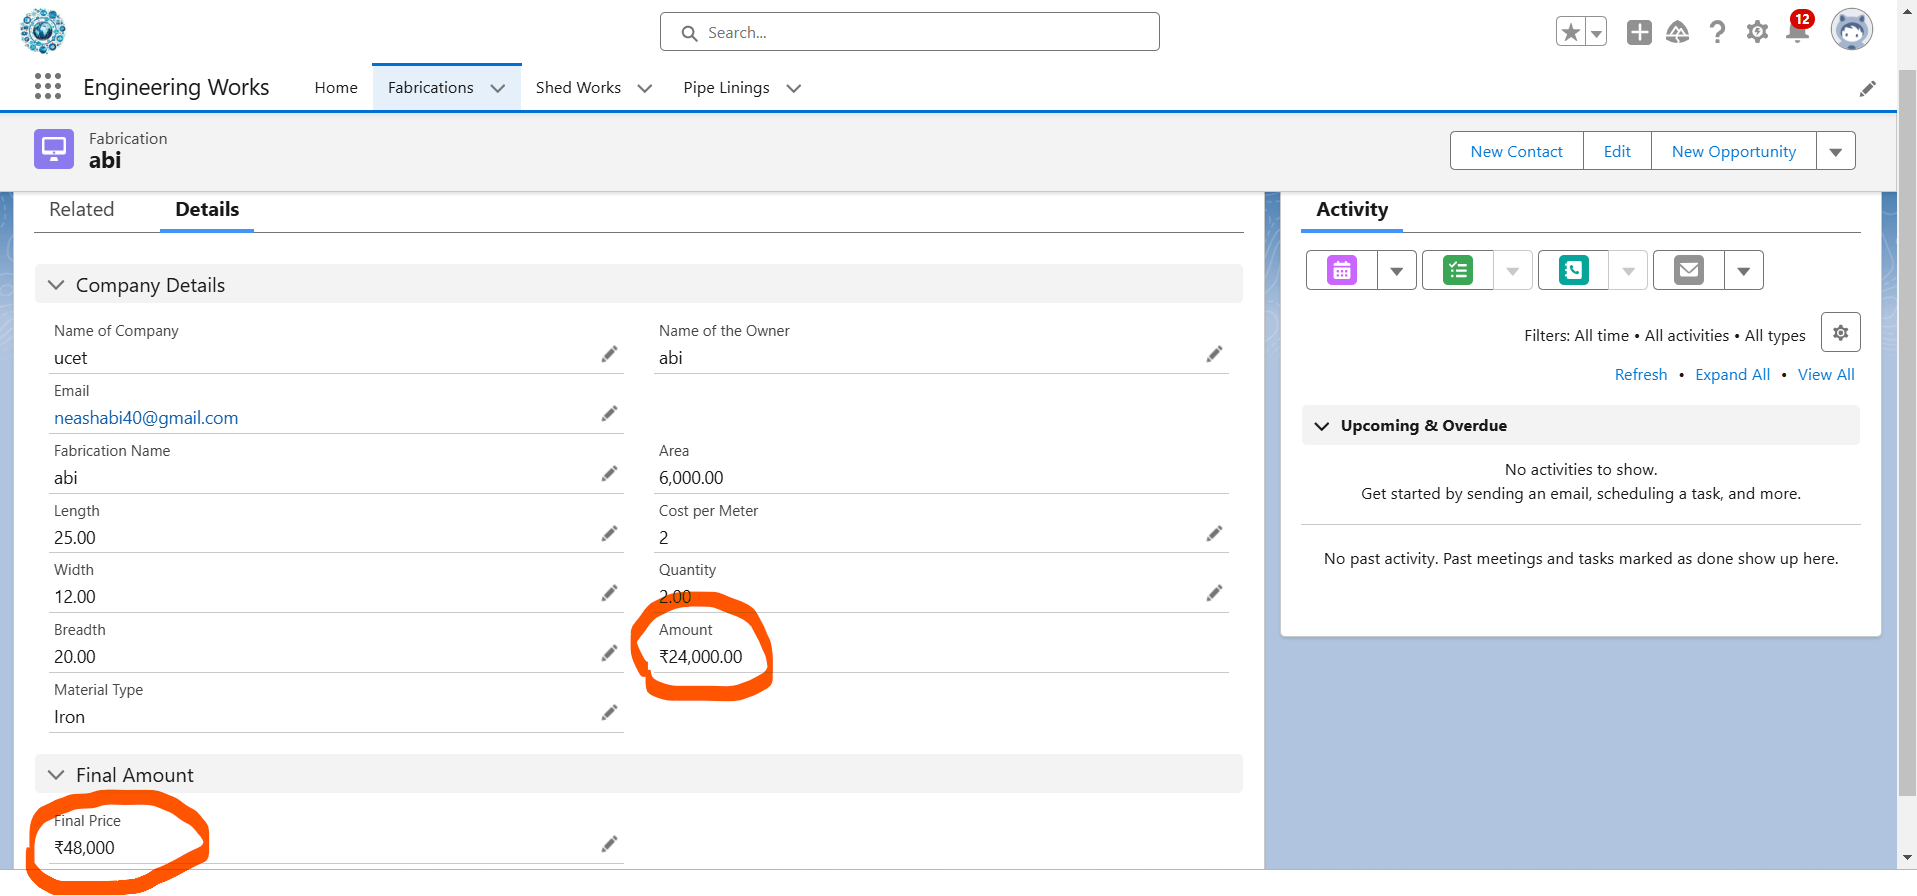 Search...
12
Engineering Works
Home
Fabrications
Shed Works
Pipe Linings
Fabrication
abi
New Contact
Edit
New Opportunity
Related
Details
Company Details
Name of Company
ucet
Name of the Owner
abi
Email
neashabi40@gmail.com
Fabrication Name
abi
Area
6,000.00
Length
25.00
Cost per Meter
2
Width
12.00
Quantity
2.00
Breadth
20.00
Amount
₹24,000.00
Material Type
Iron
Final Amount
Final Price
₹48,000
Activity
Filters: All time • All activities • All types
Refresh • Expand All • View All
Upcoming & Overdue
No activities to show.
Get started by sending an email, scheduling a task, and more.
No past activity. Past meetings and tasks marked as done show up here.